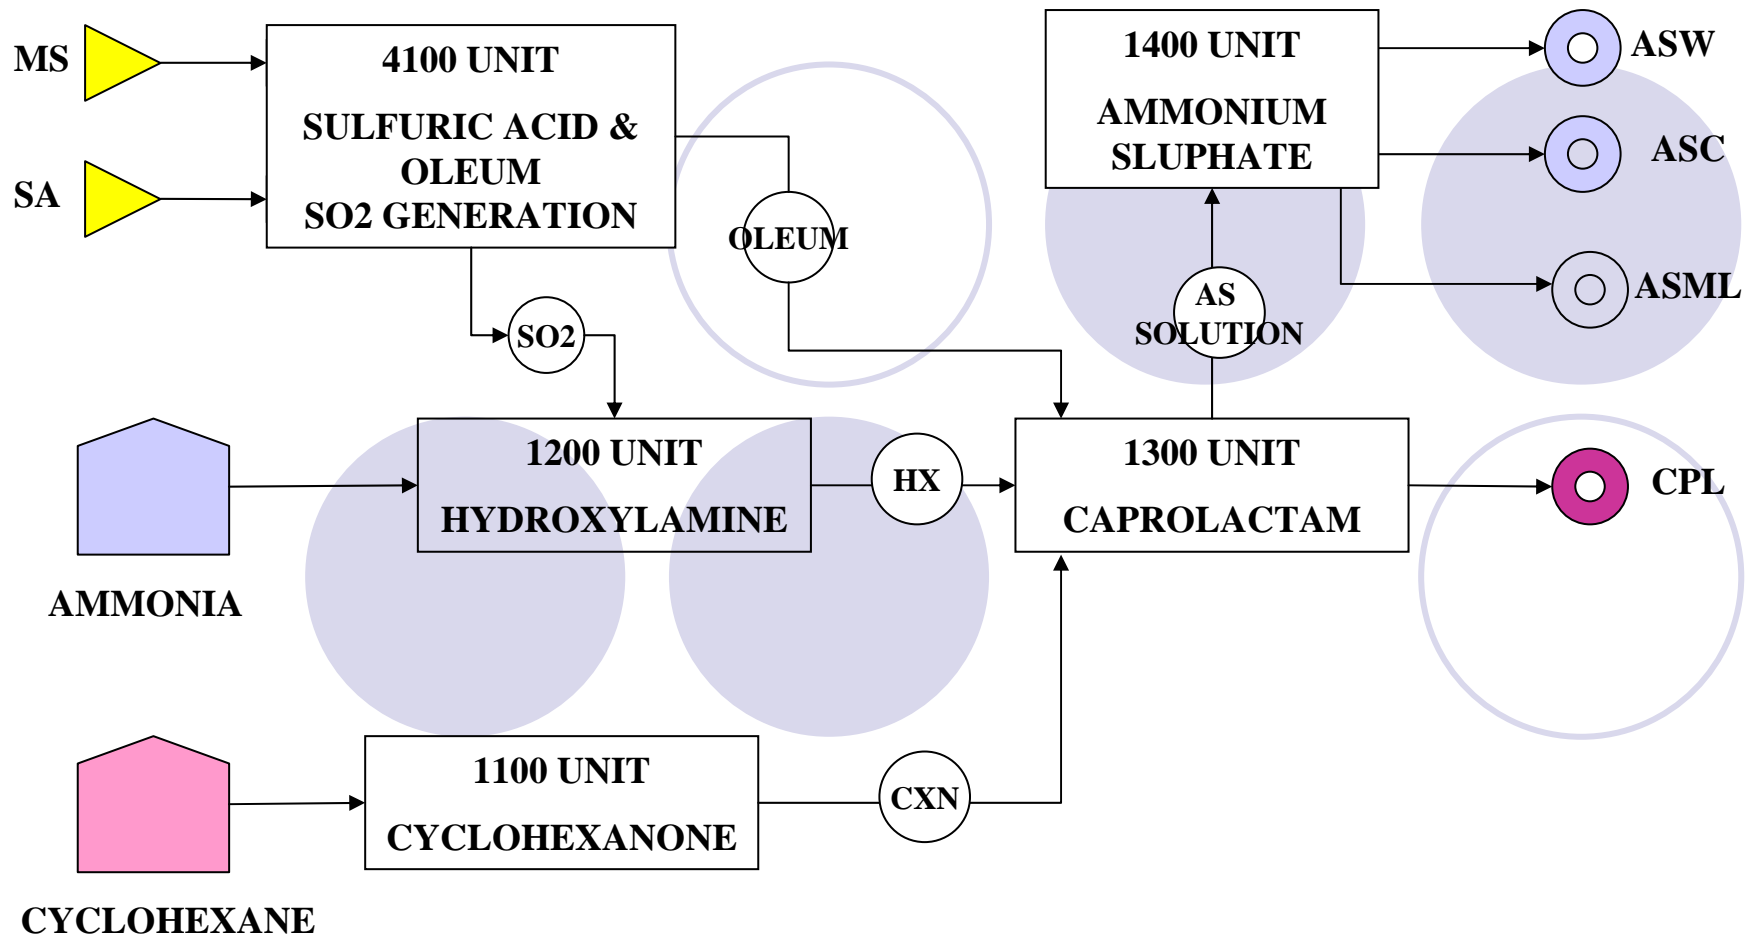 MS
SA
4100 UNIT
SULFURIC ACID &
OLEUM
SO2 GENERATION
OLEUM
SO2
1400 UNIT
AMMONIUM
SLUPHATE
ASW
ASC
ASML
AS
SOLUTION
AMMONIA
1200 UNIT
HYDROXYLAMINE
HX
1300 UNIT
CAPROLACTAM
CPL
CYCLOHEXANE
1100 UNIT
CYCLOHEXANONE
CXN